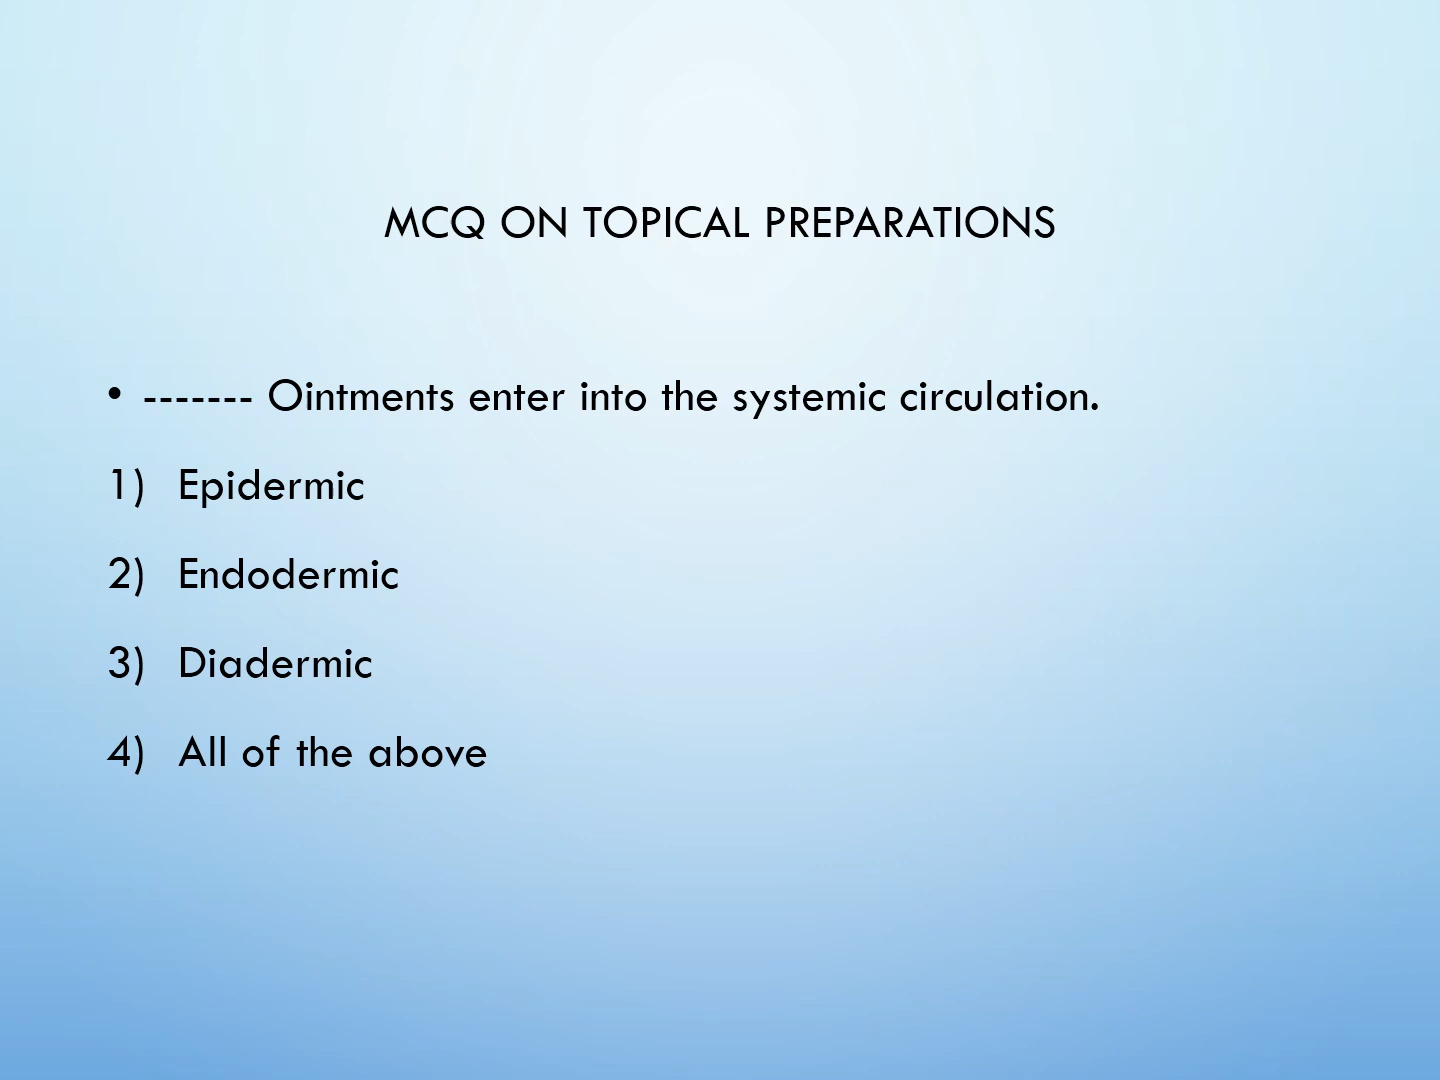 MCQ ON TOPICAL PREPARATIONS
• ------- Ointments enter into the systemic circulation.
1) Epidermic
2) Endodermic
3) Diadermic
4) All of the above